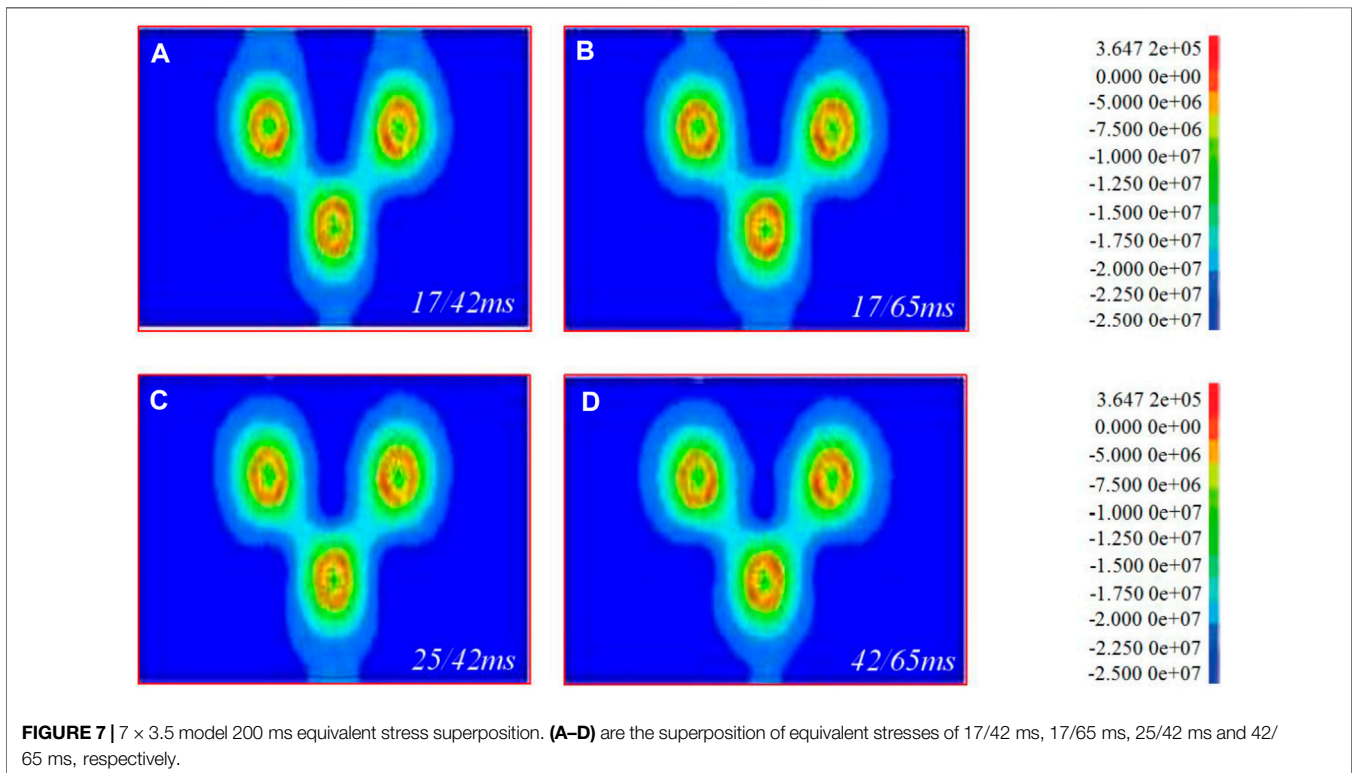 A
17/42ms
B
17/65ms
3.647 2e+05
0.000 0e+00
-5.000 0e+06
-7.500 0e+06
-1.000 0e+07
-1.250 0e+07
-1.500 0e+07
-1.750 0e+07
-2.000 0e+07
-2.250 0e+07
-2.500 0e+07
C
25/42ms
D
42/65ms
3.647 2e+05
0.000 0e+00
-5.000 0e+06
-7.500 0e+06
-1.000 0e+07
-1.250 0e+07
-1.500 0e+07
-1.750 0e+07
-2.000 0e+07
-2.250 0e+07
-2.500 0e+07
FIGURE 7 | 7 × 3.5 model 200 ms equivalent stress superposition. (A–D) are the superposition of equivalent stresses of 17/42 ms, 17/65 ms, 25/42 ms and 42/
65 ms, respectively.